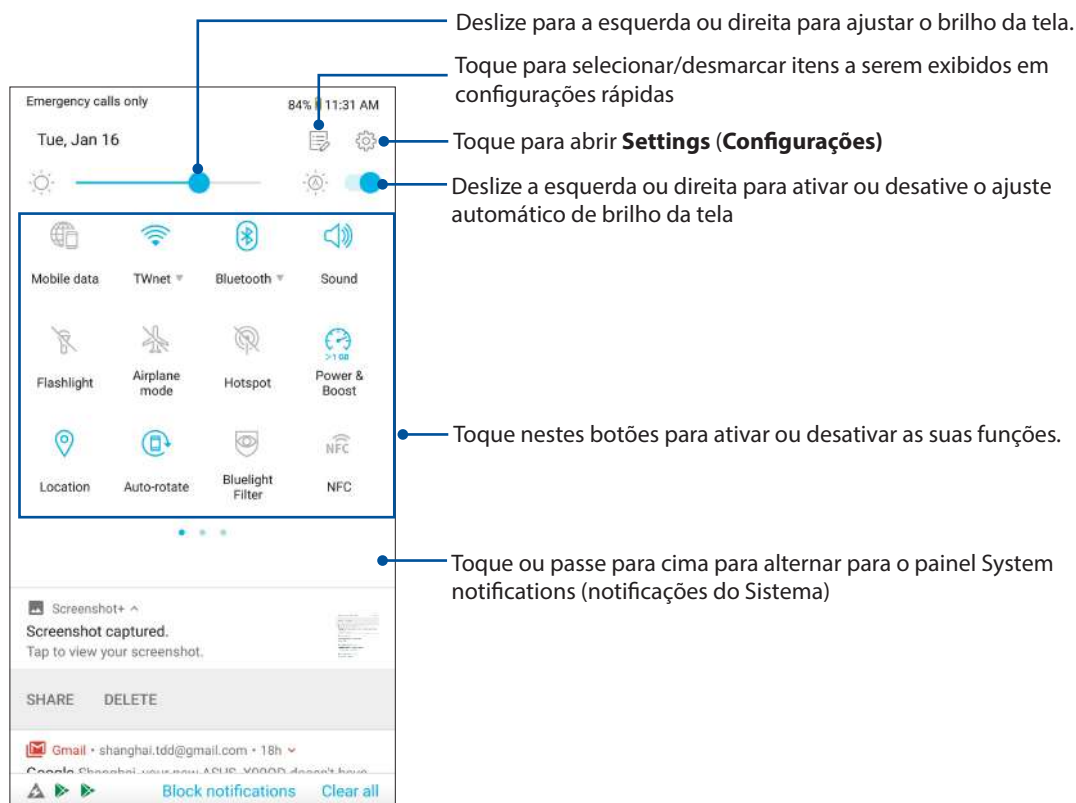 Deslize para a esquerda ou direita para ajustar o brilho da tela.
Toque para selecionar/desmarcar itens a serem exibidos em
configurações rápidas
Toque para abrir Settings (Configurações)
Deslize a esquerda ou direita para ativar ou desative o ajuste
automático de brilho da tela
Toque nestes botões para ativar ou desativar as suas funções.
Toque ou passe para cima para alternar para o painel System
notifications (notificações do Sistema)
Emergency calls only 84% 11:31 AM
Tue, Jan 16
A
Mobile data TWnet Bluetooth Sound
>1 GB
Flashlight Airplane mode Hotspot Power & Boost
NFC
Location Auto-rotate Bluelight Filter NFC
Screenshot+
Screenshot captured.
Tap to view your screenshot.
SHARE DELETE
Gmail • shanghai.tdd@gmail.com • 18h
Block notifications Clear all